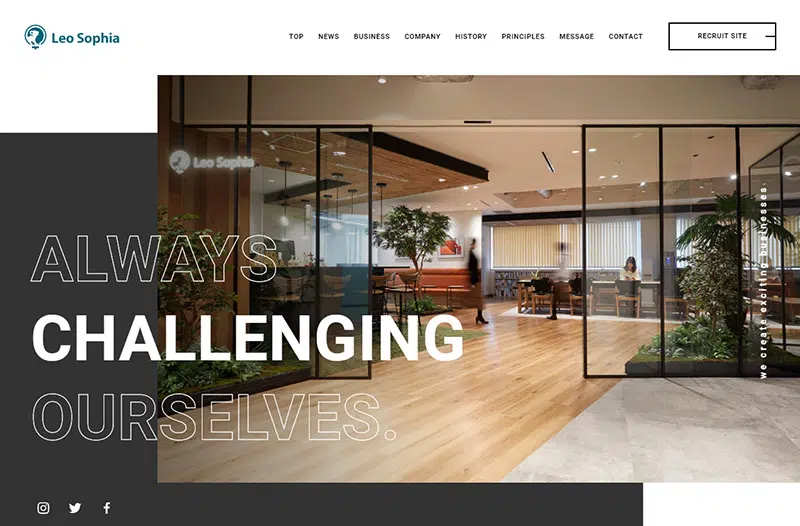 Leo Sophia
TOP
NEWS
BUSINESS
COMPANY
HISTORY
PRINCIPLES
MESSAGE
CONTACT
RECRUIT SITE
Leo Sophia
ALWAYS
CHALLENGING
OURSELVES.
we create exciting businesses.